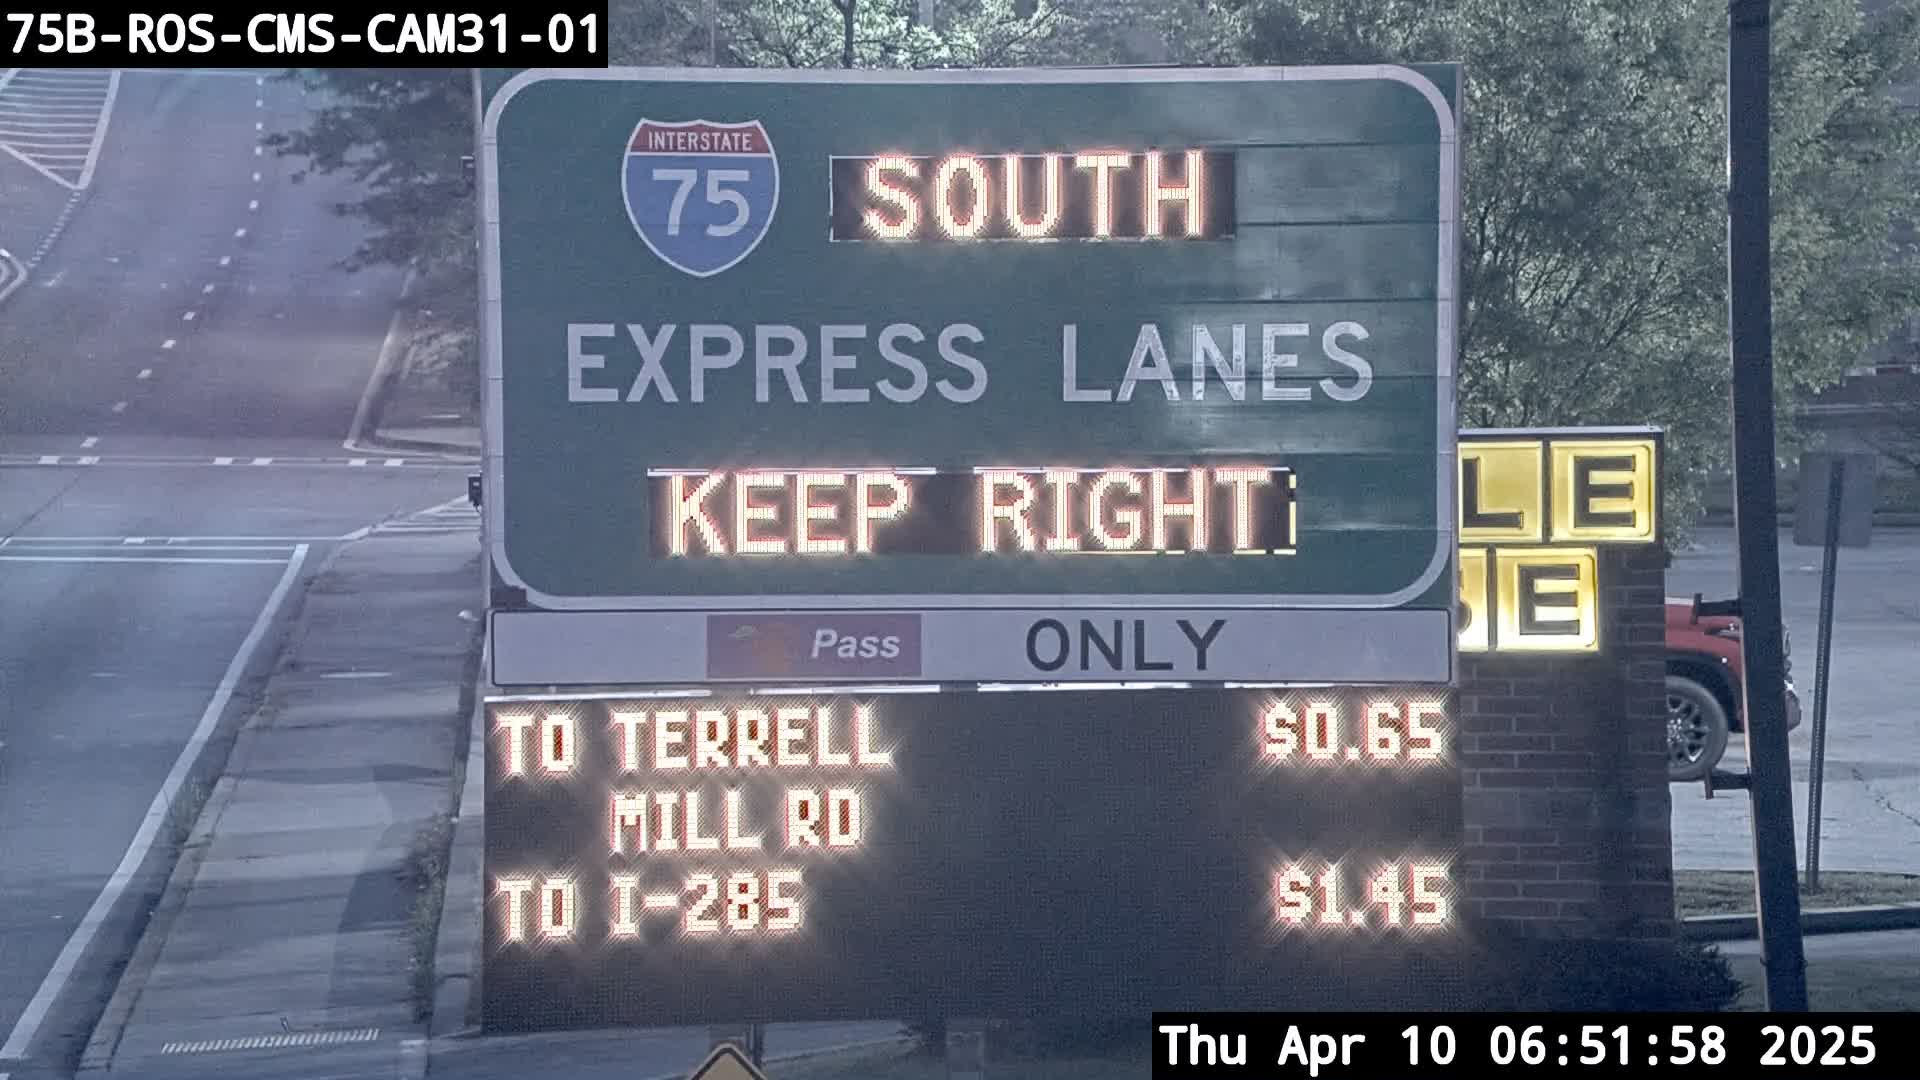 75B-ROS-CMS-CAM31-01
INTERSTATE
75
SOUTH
EXPRESS LANES
KEEP RIGHT
LE
E
Pass ONLY
TO TERRELL $0.65
MILL RD
TO I-285 $1.45
Thu Apr 10 06:51:58 2025